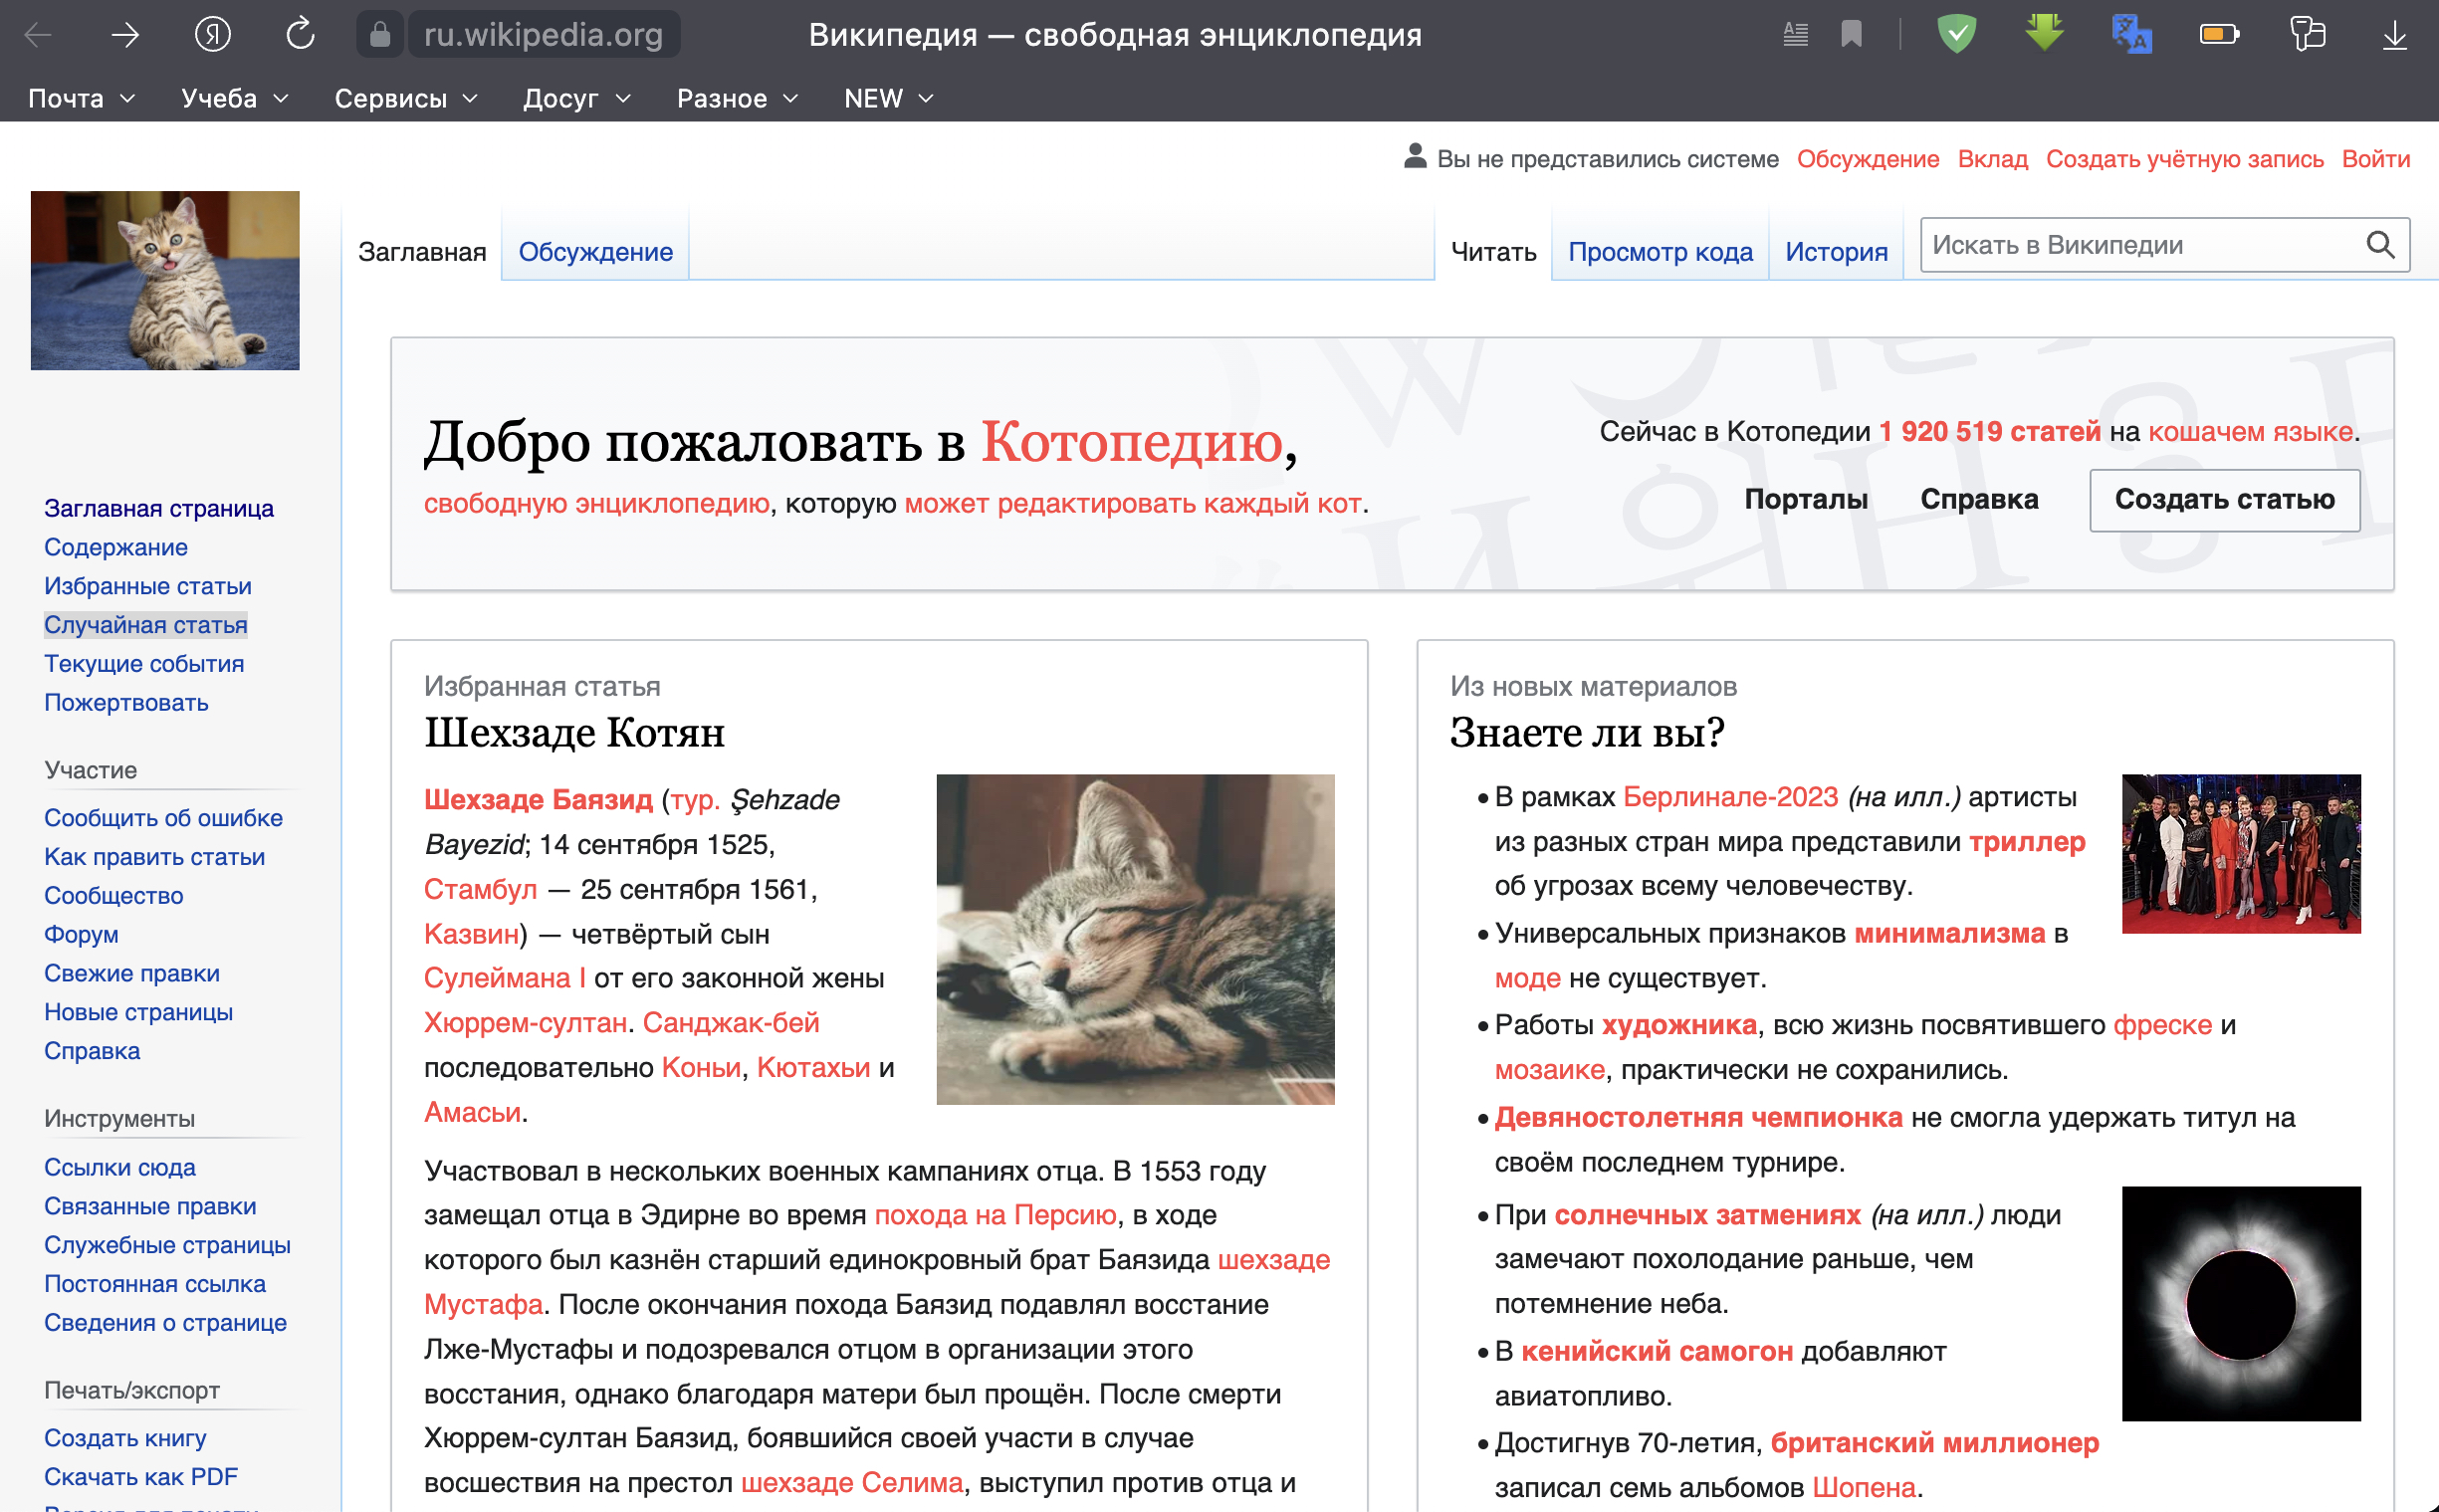 ru.wikipedia.org
Википедия — свободная энциклопедия
Почта
Учеба
Сервисы
Досуг
Разное
NEW
Вы не представились системе
Обсуждение
Вклад
Создать учётную запись
Войти
Заглавная
Обсуждение
Читать
Просмотр кода
История
Искать в Википедии
Заглавная страница
Содержание
Избранные статьи
Случайная статья
Текущие события
Пожертвовать
Участие
Сообщить об ошибке
Как править статьи
Сообщество
Форум
Свежие правки
Новые страницы
Справка
Инструменты
Ссылки сюда
Связанные правки
Служебные страницы
Постоянная ссылка
Сведения о странице
Печать/экспорт
Создать книгу
Скачать как PDF
Добро пожаловать в Котопедию,
свободную энциклопедию, которую может редактировать каждый кот.
Сейчас в Котопедии 1 920 519 статей на кошачем языке.
Порталы
Справка
Создать статью
Избранная статья
Шехзаде Котян
Шехзаде Баязид (тур. Şehzade
Bayezid; 14 сентября 1525,
Стамбул — 25 сентября 1561,
Казвин) — четвёртый сын
Сулеймана I от его законной жены
Хюррем-султан. Санджак-бей
последовательно Коньи, Кютахьи и
Амасьи.
Участвовал в нескольких военных кампаниях отца. В 1553 году
замещал отца в Эдирне во время похода на Персию, в ходе
которого был казнён старший единокровный брат Баязида шехзаде
Мустафа. После окончания похода Баязид подавлял восстание
Лже-Мустафы и подозревался отцом в организации этого
восстания, однако благодаря матери был прощён. После смерти
Хюррем-султан Баязид, боявшийся своей участи в случае
восшествия на престол шехзаде Селима, выступил против отца и
Из новых материалов
Знаете ли вы?
В рамках Берлинале-2023 (на илл.) артисты
из разных стран мира представили триллер
об угрозах всему человечеству.
Универсальных признаков минимализма в
моде не существует.
Работы художника, всю жизнь посвятившего фреске и
мозаике, практически не сохранились.
Девяностолетняя чемпионка не смогла удержать титул на
своём последнем турнире.
При солнечных затмениях (на илл.) люди
замечают похолодание раньше, чем
потемнение неба.
В кенийский самогон добавляют
авиатопливо.
Достигнув 70-летия, британский миллионер
записал семь альбомов Шопена.